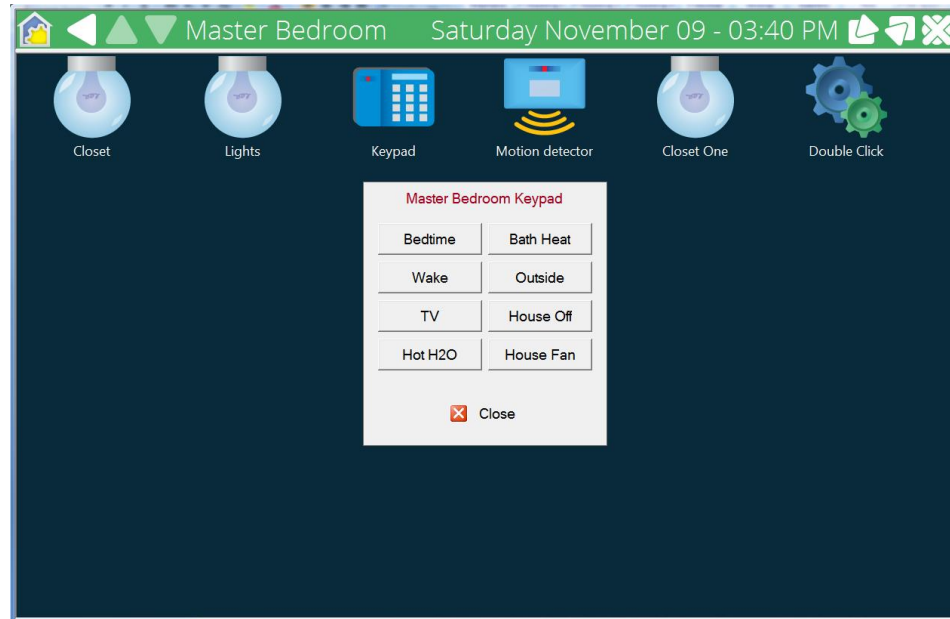 Master Bedroom Saturday November 09 - 03:40 PM
Closet Lights Keypad Motion detector Closet One Double Click
Master Bedroom Keypad
Bedtime Bath Heat
Wake Outside
TV House Off
Hot H2O House Fan
Close